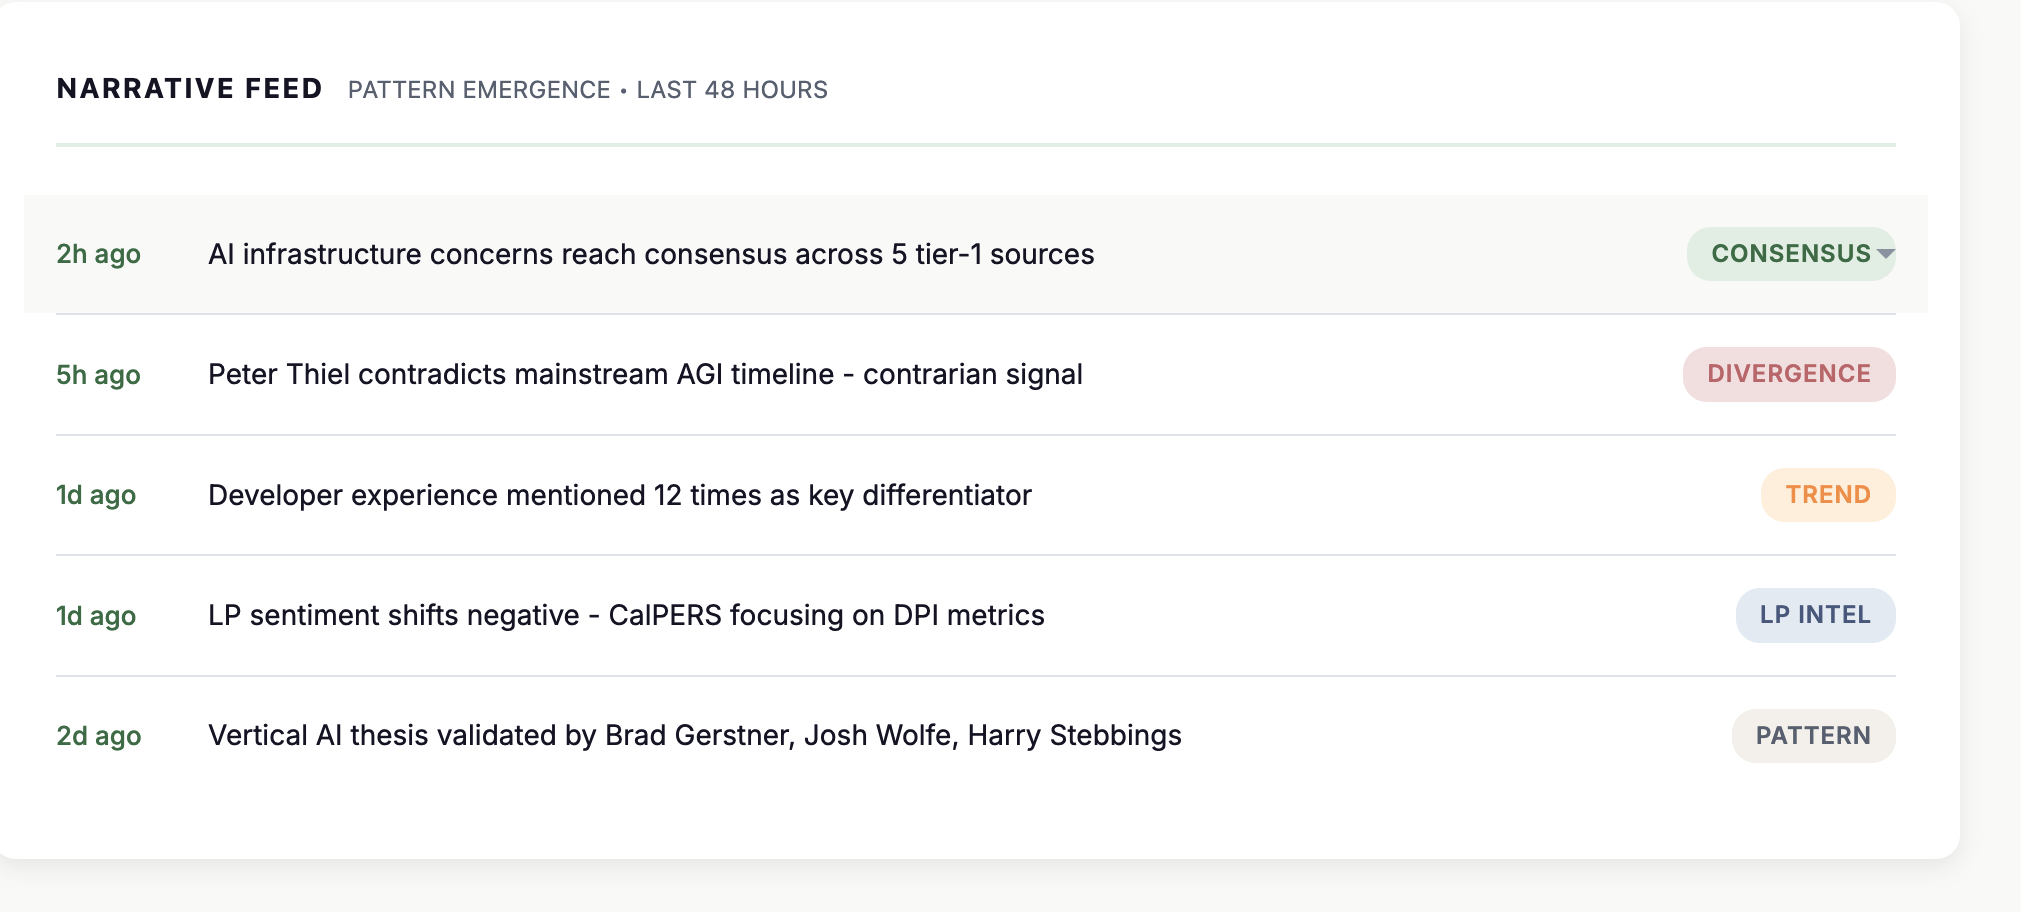 NARRATIVE FEED PATTERN EMERGENCE • LAST 48 HOURS
2h ago AI infrastructure concerns reach consensus across 5 tier-1 sources CONSENSUS
5h ago Peter Thiel contradicts mainstream AGI timeline - contrarian signal DIVERGENCE
1d ago Developer experience mentioned 12 times as key differentiator TREND
1d ago LP sentiment shifts negative - CalPERS focusing on DPI metrics LP INTEL
2d ago Vertical AI thesis validated by Brad Gerstner, Josh Wolfe, Harry Stebbings PATTERN